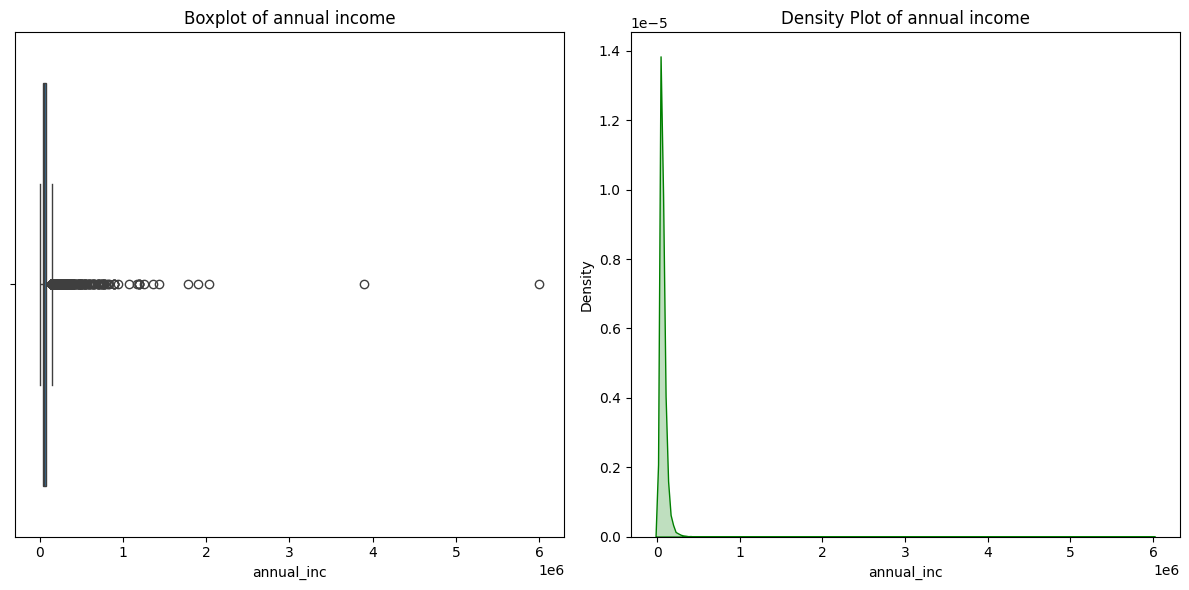 Boxplot of annual income
0 1 2 3 4 5 6
1e6
annual_inc
Density Plot of annual income
1e−5
1.4
1.2
1.0
0.8
0.6
0.4
0.2
0.0
Density
0 1 2 3 4 5 6
1e6
annual_inc